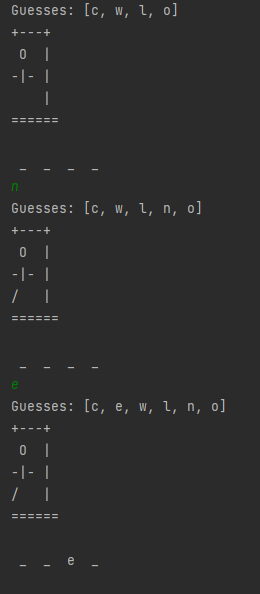 Guesses: [c, w, l, o]
+---+
 O  |
-|- |
    |
======

 _  _  _  _
n
Guesses: [c, w, l, n, o]
+---+
 O  |
-|- |
/   |
======

 _  _  _  _
e
Guesses: [c, e, w, l, n, o]
+---+
 O  |
-|- |
/   |
======

 _  _  e  _